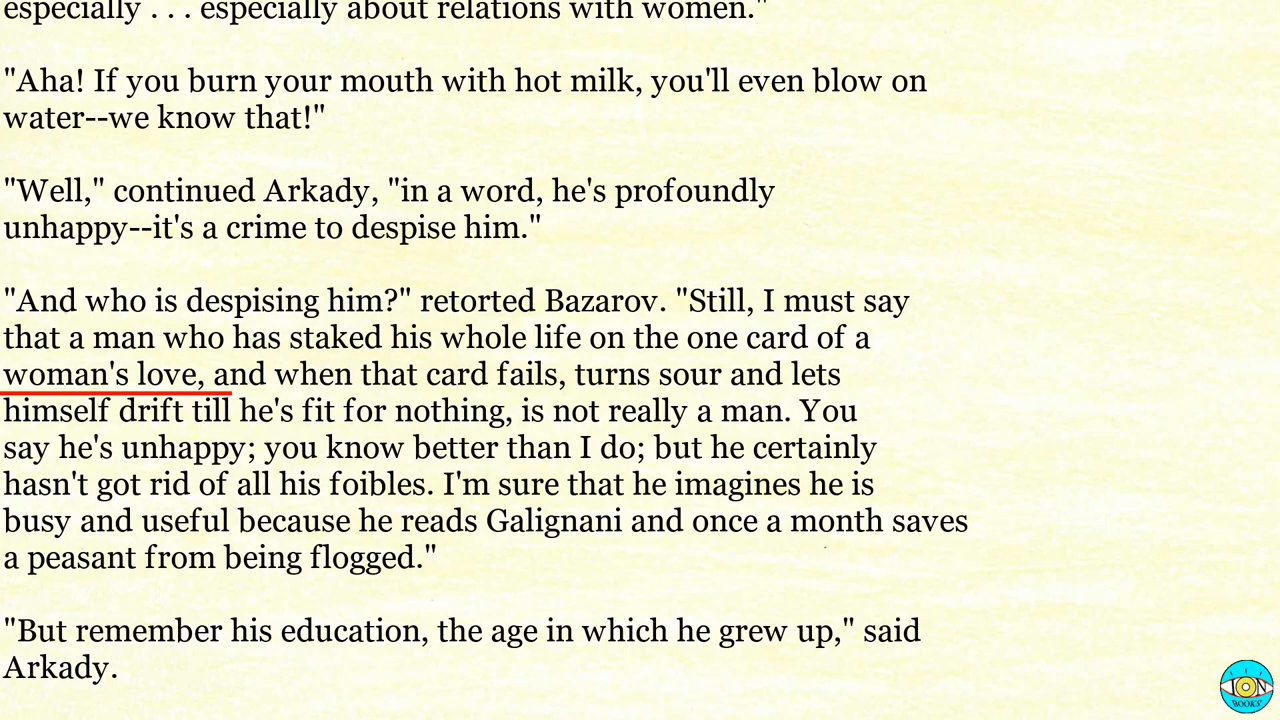 especially . . . especially about relations with women."
"Aha! If you burn your mouth with hot milk, you'll even blow on
water--we know that!"
"Well," continued Arkady, "in a word, he's profoundly
unhappy--it's a crime to despise him."
"And who is despising him?" retorted Bazarov. "Still, I must say
that a man who has staked his whole life on the one card of a
woman's love, and when that card fails, turns sour and lets
himself drift till he's fit for nothing, is not really a man. You
say he's unhappy; you know better than I do; but he certainly
hasn't got rid of all his foibles. I'm sure that he imagines he is
busy and useful because he reads Galignani and once a month saves
a peasant from being flogged."
"But remember his education, the age in which he grew up," said
Arkady.
ION
BOOKS